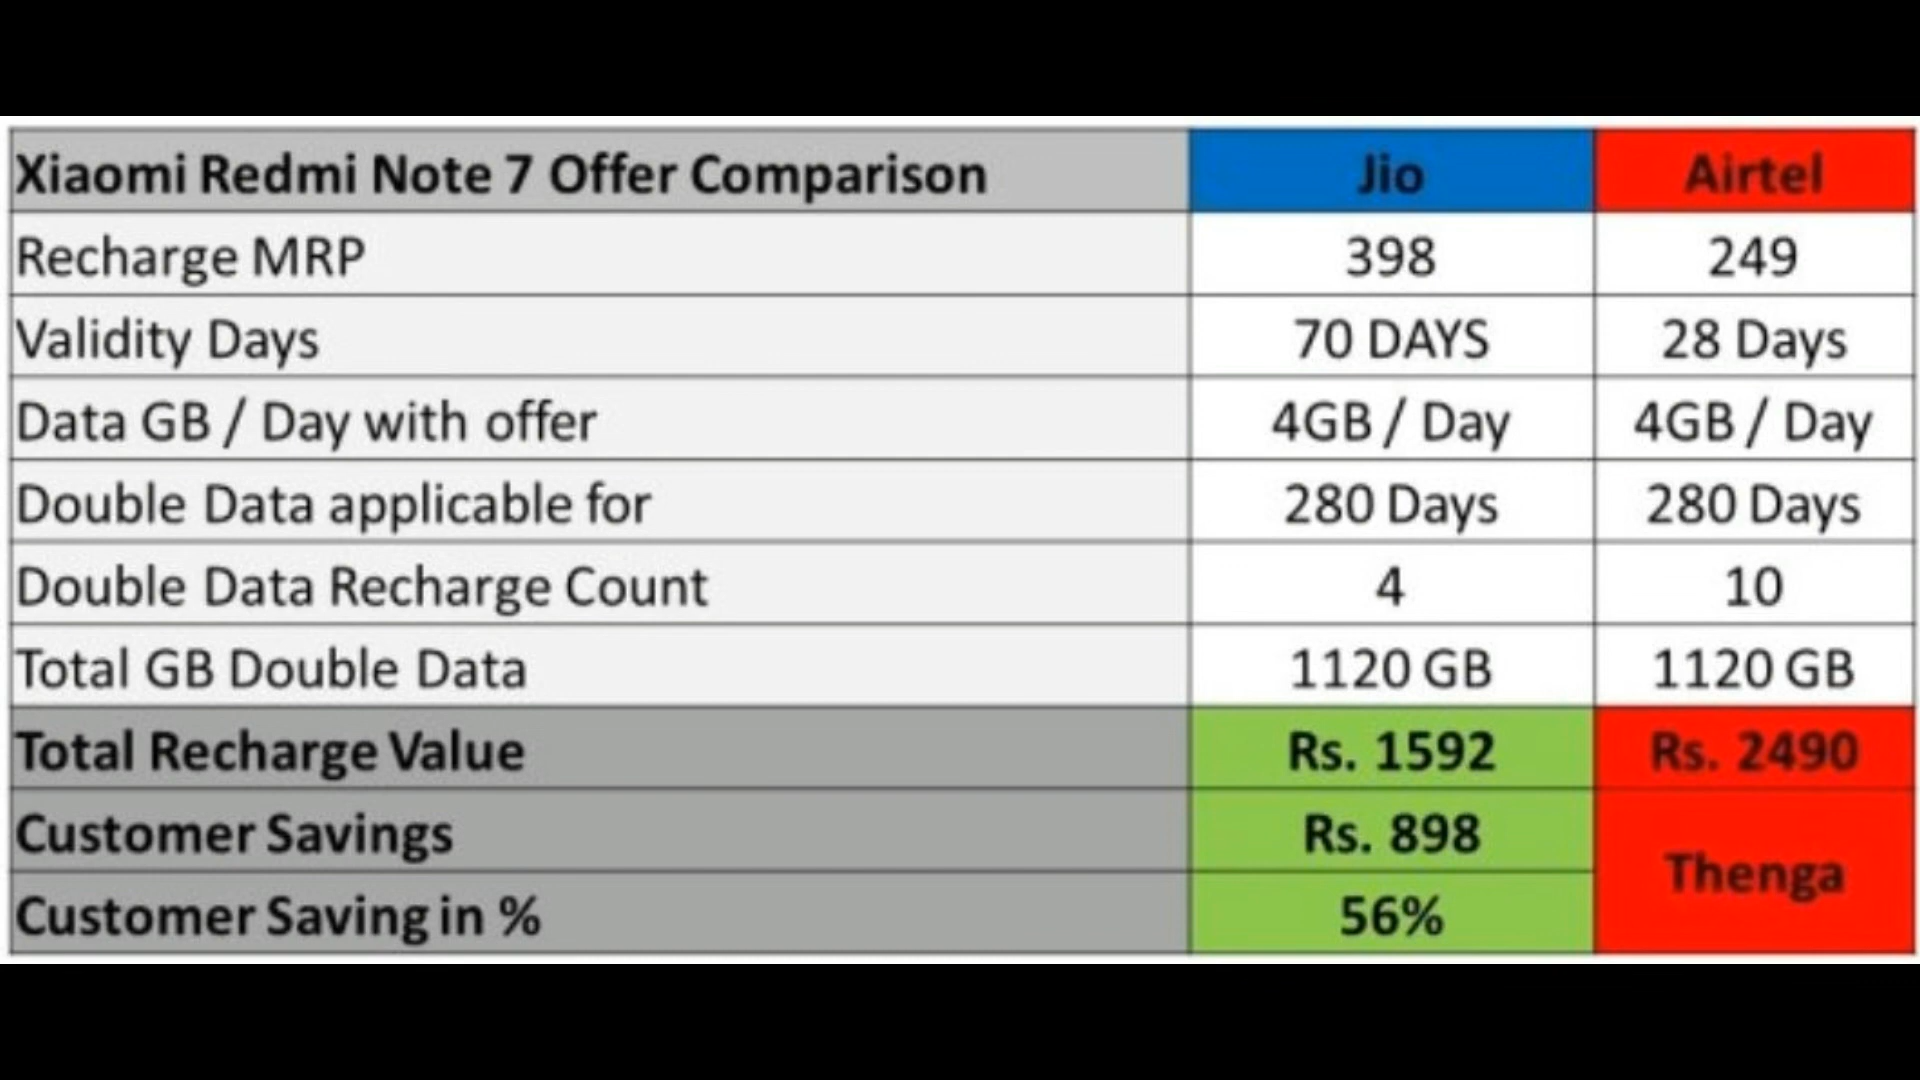 Xiaomi Redmi Note 7 Offer Comparison Jio Airtel
Recharge MRP 398 249
Validity Days 70 DAYS 28 Days
Data GB / Day with offer 4GB / Day 4GB / Day
Double Data applicable for 280 Days 280 Days
Double Data Recharge Count 4 10
Total GB Double Data 1120 GB 1120 GB
Total Recharge Value Rs. 1592 Rs. 2490
Customer Savings Rs. 898
Thenga
Customer Saving in % 56%